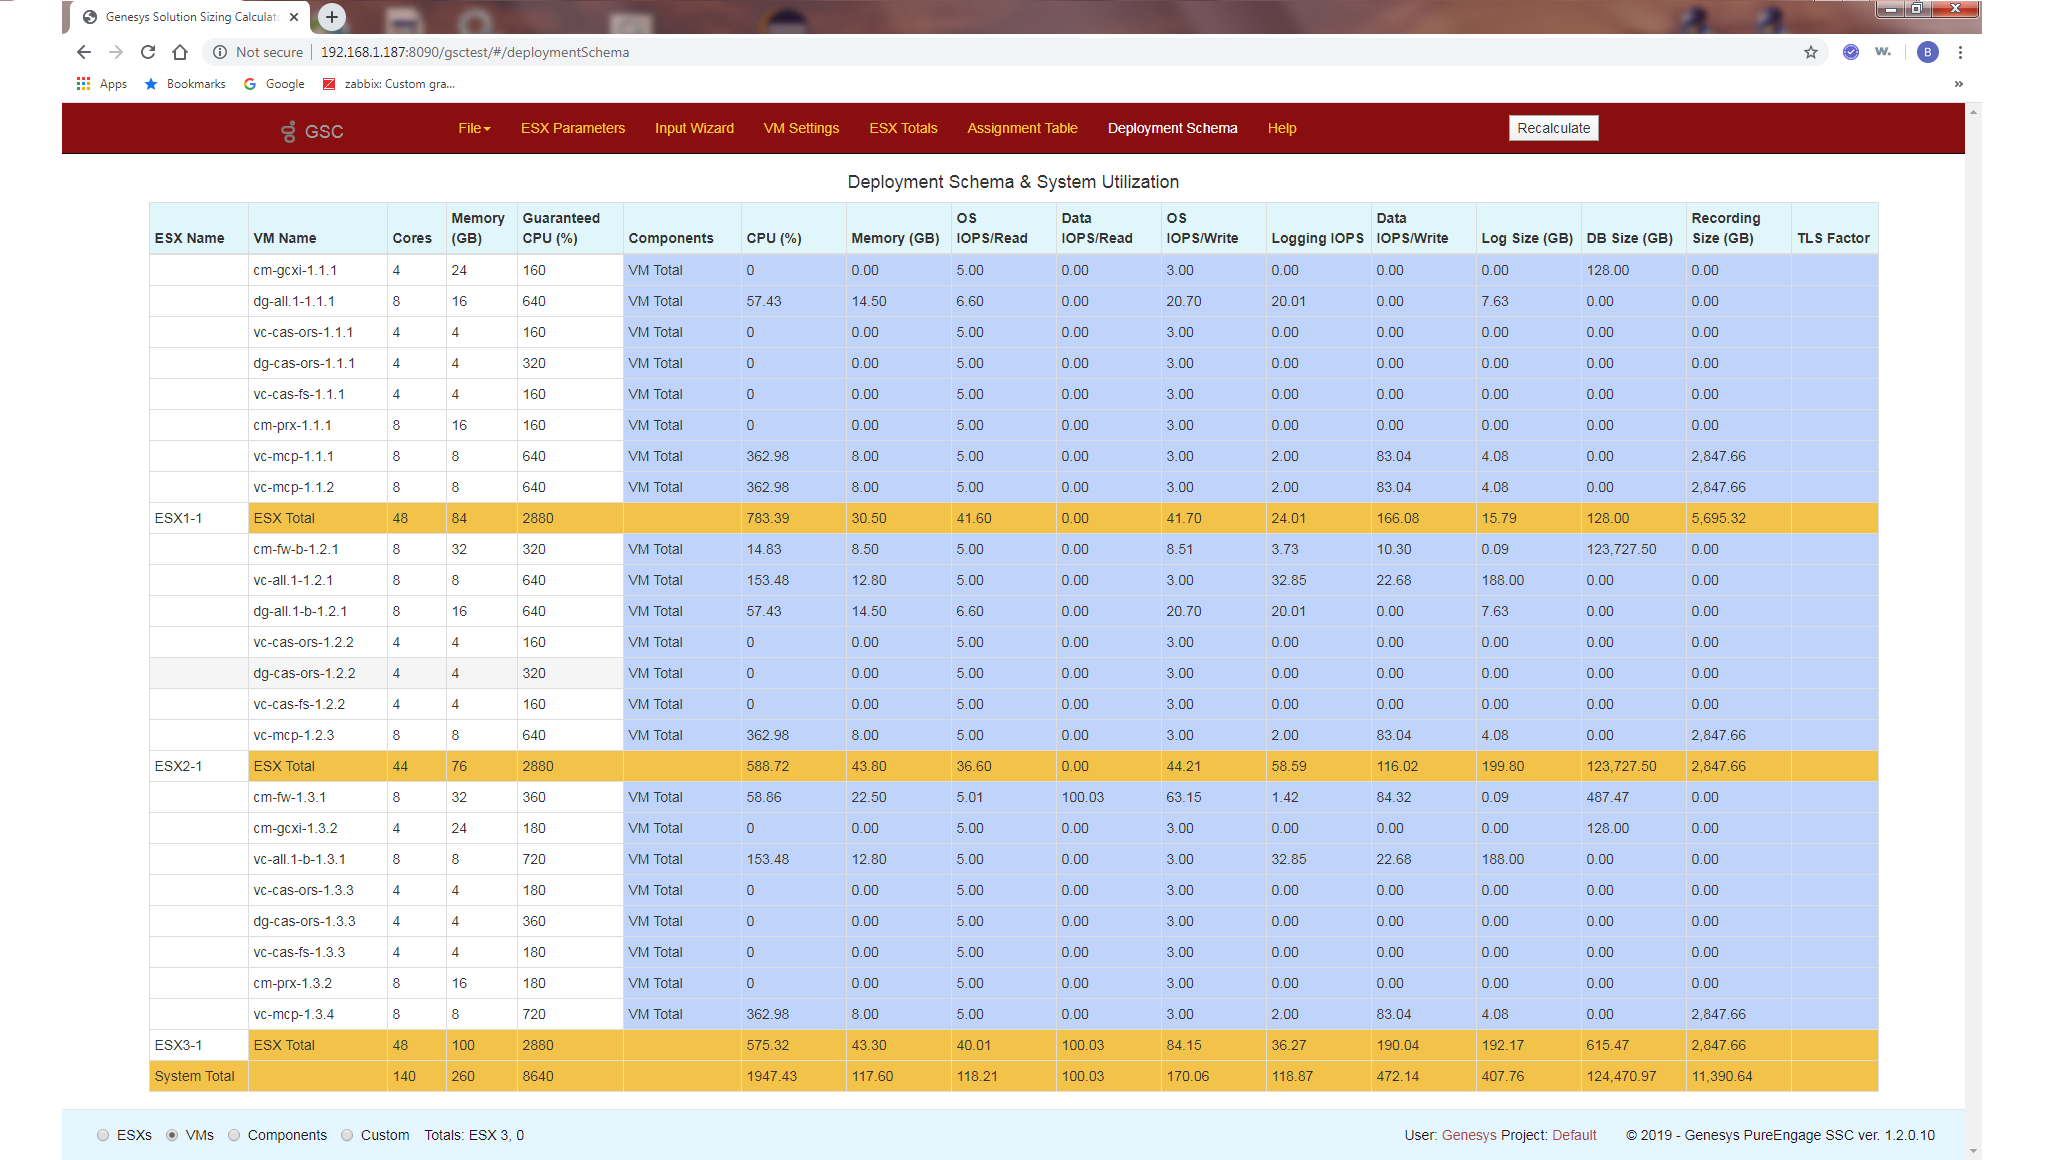 Genesys Solution Sizing Calculat
Not secure 192.168.1.187:8090/gsctest/#/deploymentSchema W. B
Apps Bookmarks Google zabbix: Custom gra... »
GSC File ESX Parameters Input Wizard VM Settings ESX Totals Assignment Table Deployment Schema Help Recalculate
Deployment Schema & System Utilization
ESX Name VM Name Cores Memory (GB) Guaranteed CPU (%) Components CPU (%) Memory (GB) OS IOPS/Read Data IOPS/Read OS IOPS/Write Logging IOPS Data IOPS/Write Log Size (GB) DB Size (GB) Recording Size (GB) TLS Factor
cm-gcxi-1.1.1 4 24 160 VM Total 0 0.00 5.00 0.00 3.00 0.00 0.00 0.00 128.00 0.00
dg-all.1-1.1.1 8 16 640 VM Total 57.43 14.50 6.60 0.00 20.70 20.01 0.00 7.63 0.00 0.00
vc-cas-ors-1.1.1 4 4 160 VM Total 0 0.00 5.00 0.00 3.00 0.00 0.00 0.00 0.00 0.00
dg-cas-ors-1.1.1 4 4 320 VM Total 0 0.00 5.00 0.00 3.00 0.00 0.00 0.00 0.00 0.00
vc-cas-fs-1.1.1 4 4 160 VM Total 0 0.00 5.00 0.00 3.00 0.00 0.00 0.00 0.00 0.00
cm-prx-1.1.1 8 16 160 VM Total 0 0.00 5.00 0.00 3.00 0.00 0.00 0.00 0.00 0.00
vc-mcp-1.1.1 8 8 640 VM Total 362.98 8.00 5.00 0.00 3.00 2.00 83.04 4.08 0.00 2,847.66
vc-mcp-1.1.2 8 8 640 VM Total 362.98 8.00 5.00 0.00 3.00 2.00 83.04 4.08 0.00 2,847.66
ESX1-1 ESX Total 48 84 2880 783.39 30.50 41.60 0.00 41.70 24.01 166.08 15.79 128.00 5,695.32
cm-fw-b-1.2.1 8 32 320 VM Total 14.83 8.50 5.00 0.00 8.51 3.73 10.30 0.09 123,727.50 0.00
vc-all.1-1.2.1 8 8 640 VM Total 153.48 12.80 5.00 0.00 3.00 32.85 22.68 188.00 0.00 0.00
dg-all.1-b-1.2.1 8 16 640 VM Total 57.43 14.50 6.60 0.00 20.70 20.01 0.00 7.63 0.00 0.00
vc-cas-ors-1.2.2 4 4 160 VM Total 0 0.00 5.00 0.00 3.00 0.00 0.00 0.00 0.00 0.00
dg-cas-ors-1.2.2 4 4 320 VM Total 0 0.00 5.00 0.00 3.00 0.00 0.00 0.00 0.00 0.00
vc-cas-fs-1.2.2 4 4 160 VM Total 0 0.00 5.00 0.00 3.00 0.00 0.00 0.00 0.00 0.00
vc-mcp-1.2.3 8 8 640 VM Total 362.98 8.00 5.00 0.00 3.00 2.00 83.04 4.08 0.00 2,847.66
ESX2-1 ESX Total 44 76 2880 588.72 43.80 36.60 0.00 44.21 58.59 116.02 199.80 123,727.50 2,847.66
cm-fw-1.3.1 8 32 360 VM Total 58.86 22.50 5.01 100.03 63.15 1.42 84.32 0.09 487.47 0.00
cm-gcxi-1.3.2 4 24 180 VM Total 0 0.00 5.00 0.00 3.00 0.00 0.00 0.00 128.00 0.00
vc-all.1-b-1.3.1 8 8 720 VM Total 153.48 12.80 5.00 0.00 3.00 32.85 22.68 188.00 0.00 0.00
vc-cas-ors-1.3.3 4 4 180 VM Total 0 0.00 5.00 0.00 3.00 0.00 0.00 0.00 0.00 0.00
dg-cas-ors-1.3.3 4 4 360 VM Total 0 0.00 5.00 0.00 3.00 0.00 0.00 0.00 0.00 0.00
vc-cas-fs-1.3.3 4 4 180 VM Total 0 0.00 5.00 0.00 3.00 0.00 0.00 0.00 0.00 0.00
cm-prx-1.3.2 8 16 180 VM Total 0 0.00 5.00 0.00 3.00 0.00 0.00 0.00 0.00 0.00
vc-mcp-1.3.4 8 8 720 VM Total 362.98 8.00 5.00 0.00 3.00 2.00 83.04 4.08 0.00 2,847.66
ESX3-1 ESX Total 48 100 2880 575.32 43.30 40.01 100.03 84.15 36.27 190.04 192.17 615.47 2,847.66
System Total 140 260 8640 1947.43 117.60 118.21 100.03 170.06 118.87 472.14 407.76 124,470.97 11,390.64
ESXs VMs Components Custom Totals: ESX 3, 0 User: Genesys Project: Default © 2019 - Genesys PureEngage SSC ver. 1.2.0.10